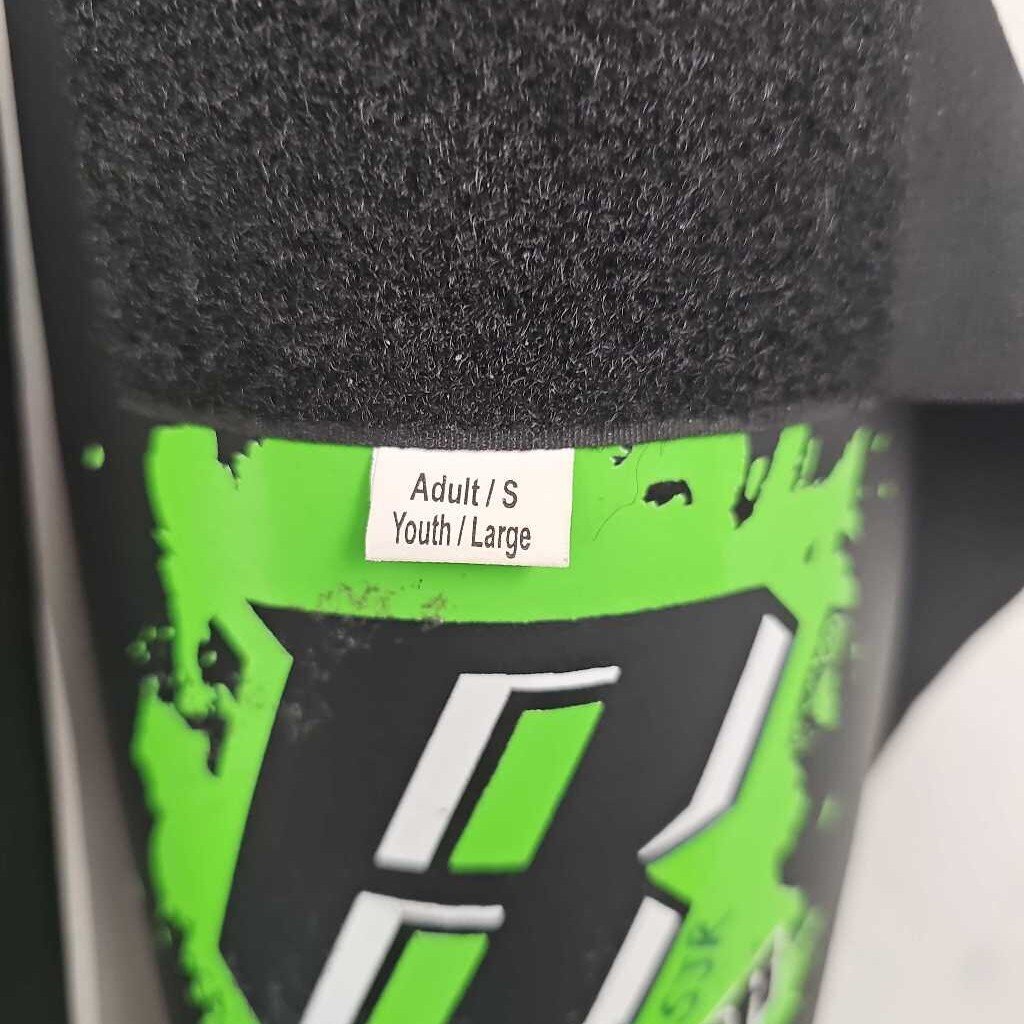 Adult / S
Youth / Large
B